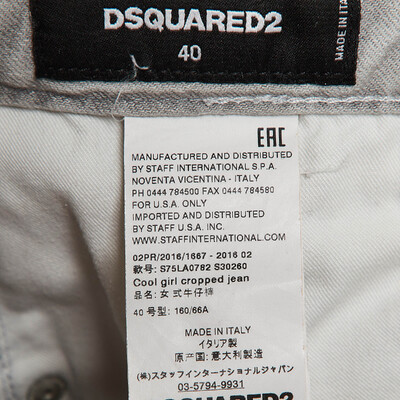 DSQUARED2
40
MADE IN ITA
EAC
MANUFACTURED AND DISTRIBUTED
BY STAFF INTERNATIONAL S.P.A.
NOVENTA VICENTINA - ITALY
PH 0444 784500 FAX 0444 784580
FOR U.S.A. ONLY
IMPORTED AND DISTRIBUTED
BY STAFF U.S.A. INC.
WWW.STAFFINTERNATIONAL.COM
02PR/2016/1667 - 2016 02
款号: S75LA0782 S30260
Cool girl cropped jean
品名: 女式牛仔裤
40 号型: 160/66A
MADE IN ITALY
イタリア製
原产国: 意大利製造
(株)スタッフインターナショナルジャパン
03-5794-9931
DSQUARED2